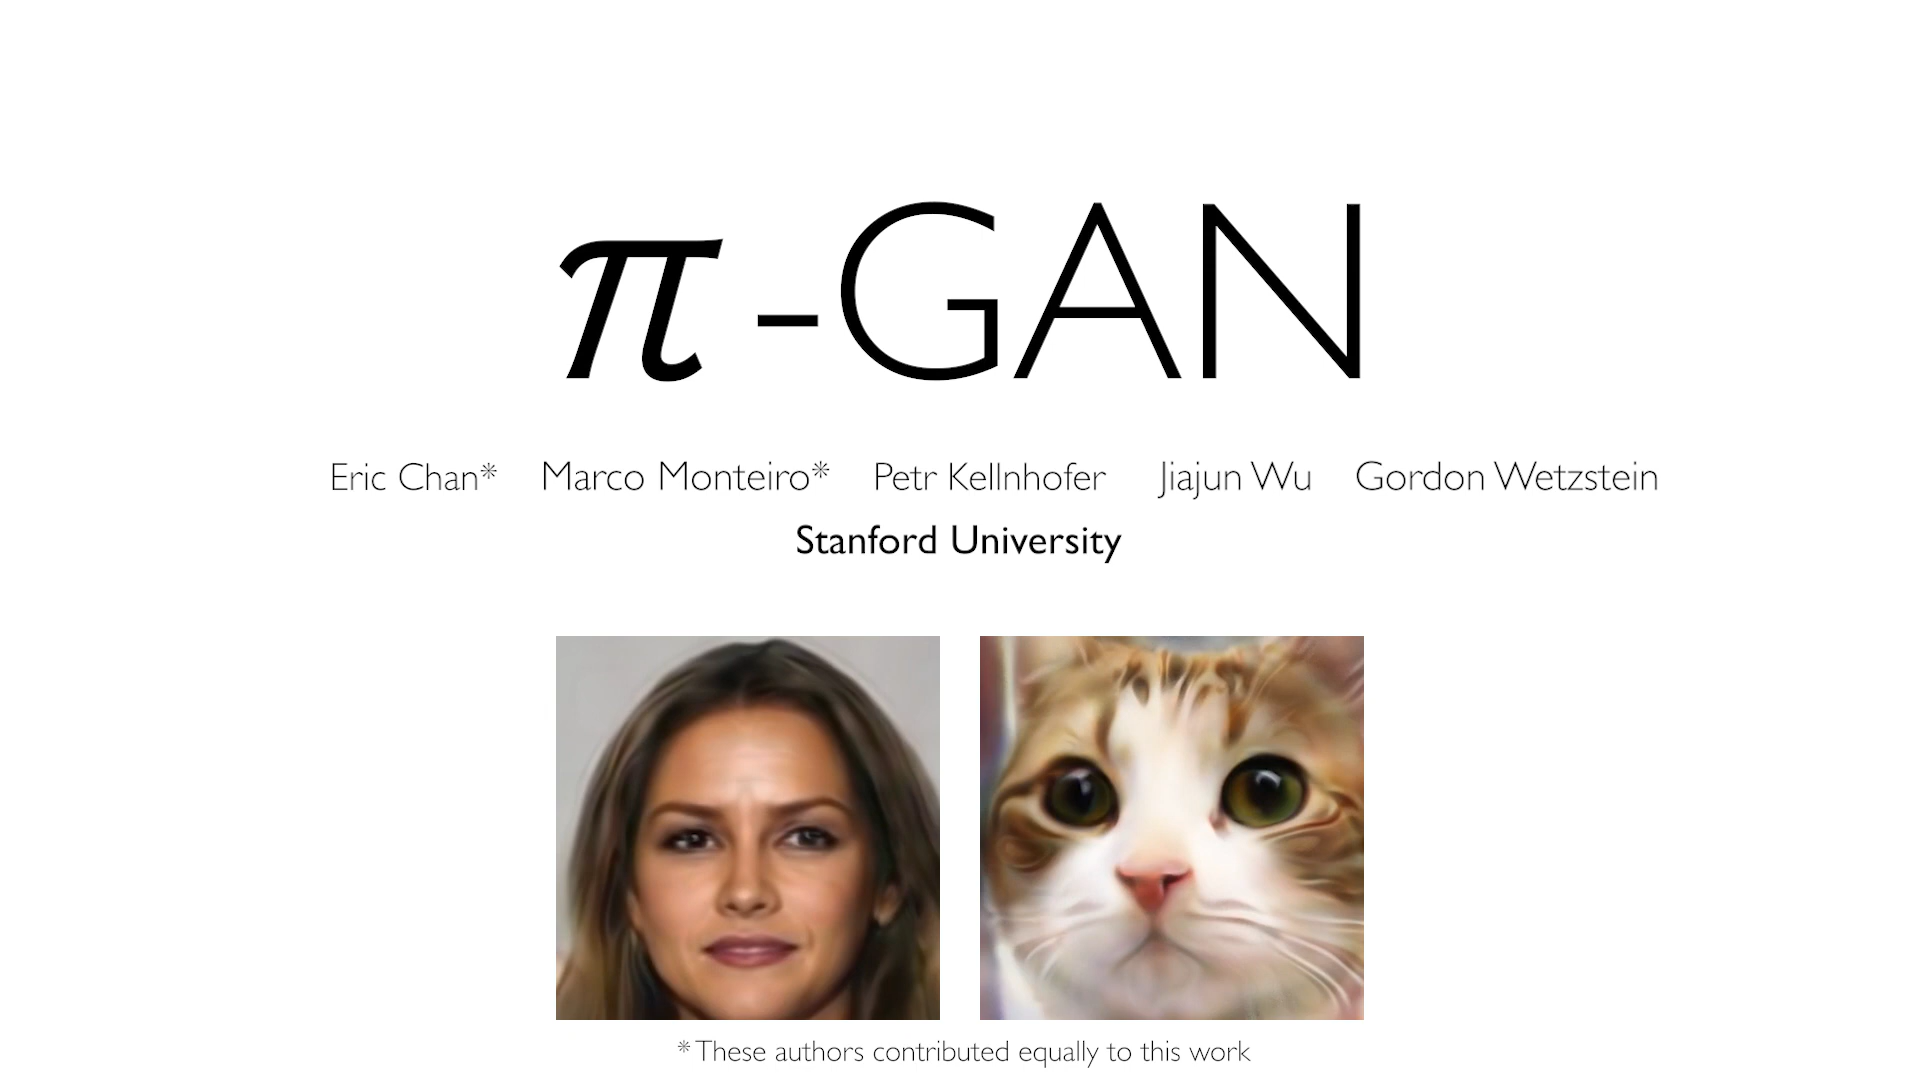 π-GAN
Eric Chan* Marco Monteiro* Petr Kellnhofer Jiajun Wu Gordon Wetzstein
Stanford University
* These authors contributed equally to this work